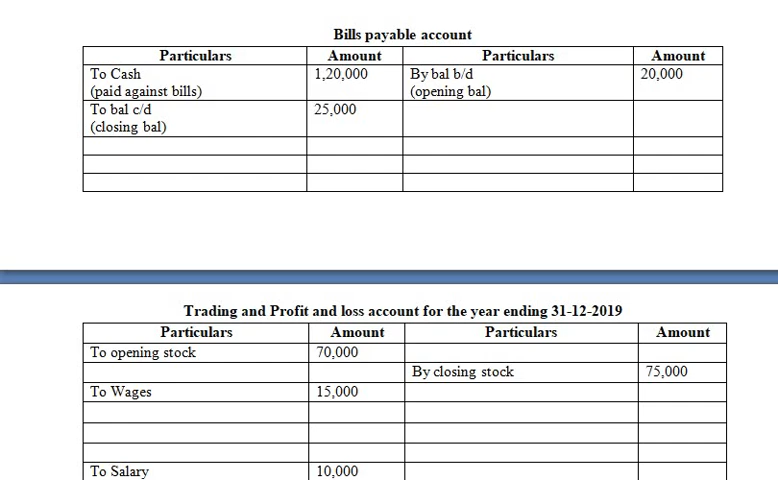 Bills payable account
Particulars Amount Particulars Amount
To Cash 1,20,000 By bal b/d 20,000
(paid against bills) (opening bal)
To bal c/d 25,000
(closing bal)
Trading and Profit and loss account for the year ending 31-12-2019
Particulars Amount Particulars Amount
To opening stock 70,000
By closing stock 75,000
To Wages 15,000
To Salary 10,000